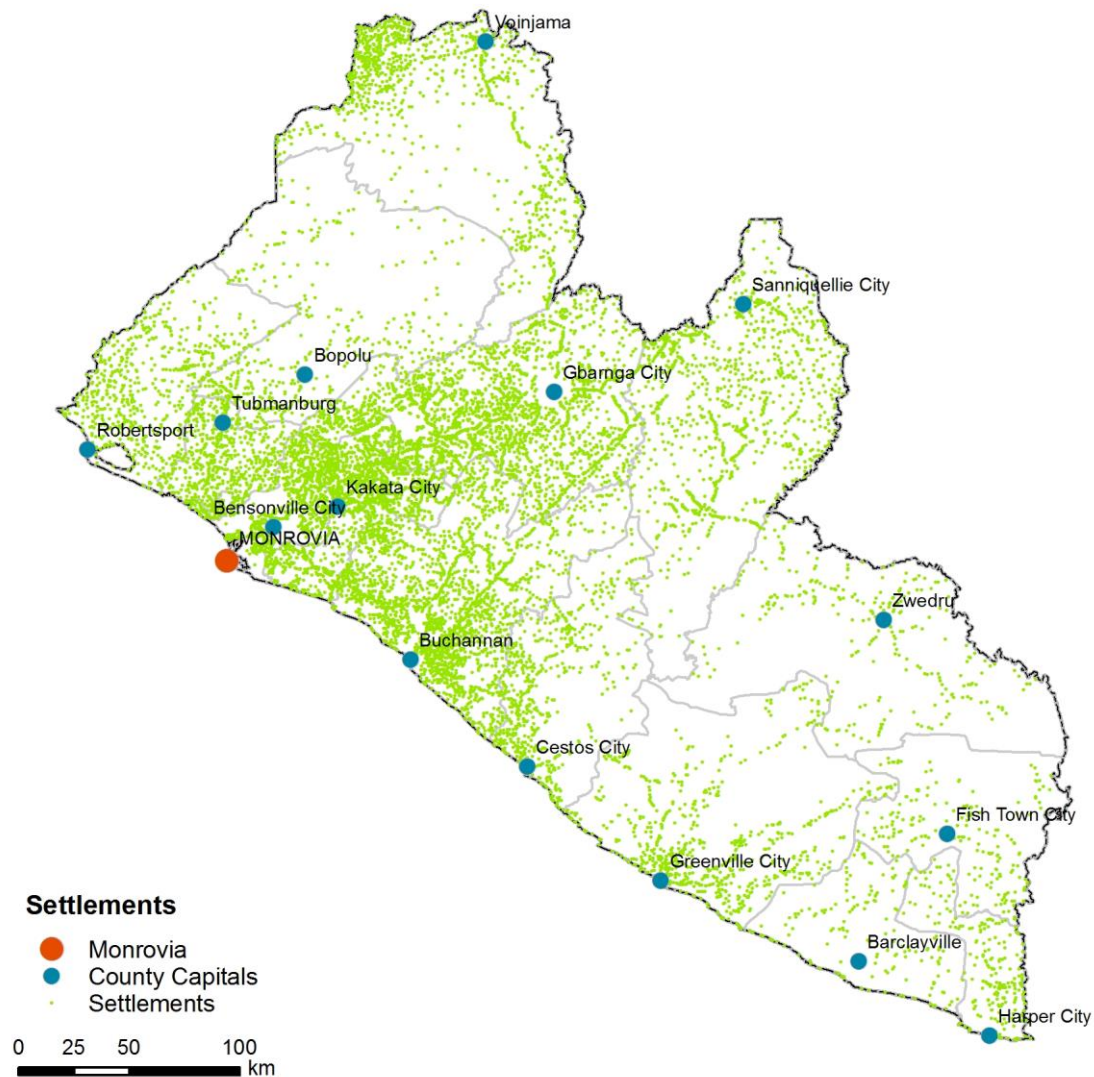 Voinjama
Sanniquellie City
Bopolu
Gbarnga City
Tubmanburg
Robertsport
Kakata City
Bensonville City
MONROVIA
Zwedru
Buchannan
Cestos City
Fish Town City
Greenville City
Barclayville
Harper City
Settlements
Monrovia
County Capitals
Settlements
0 25 50 100
km